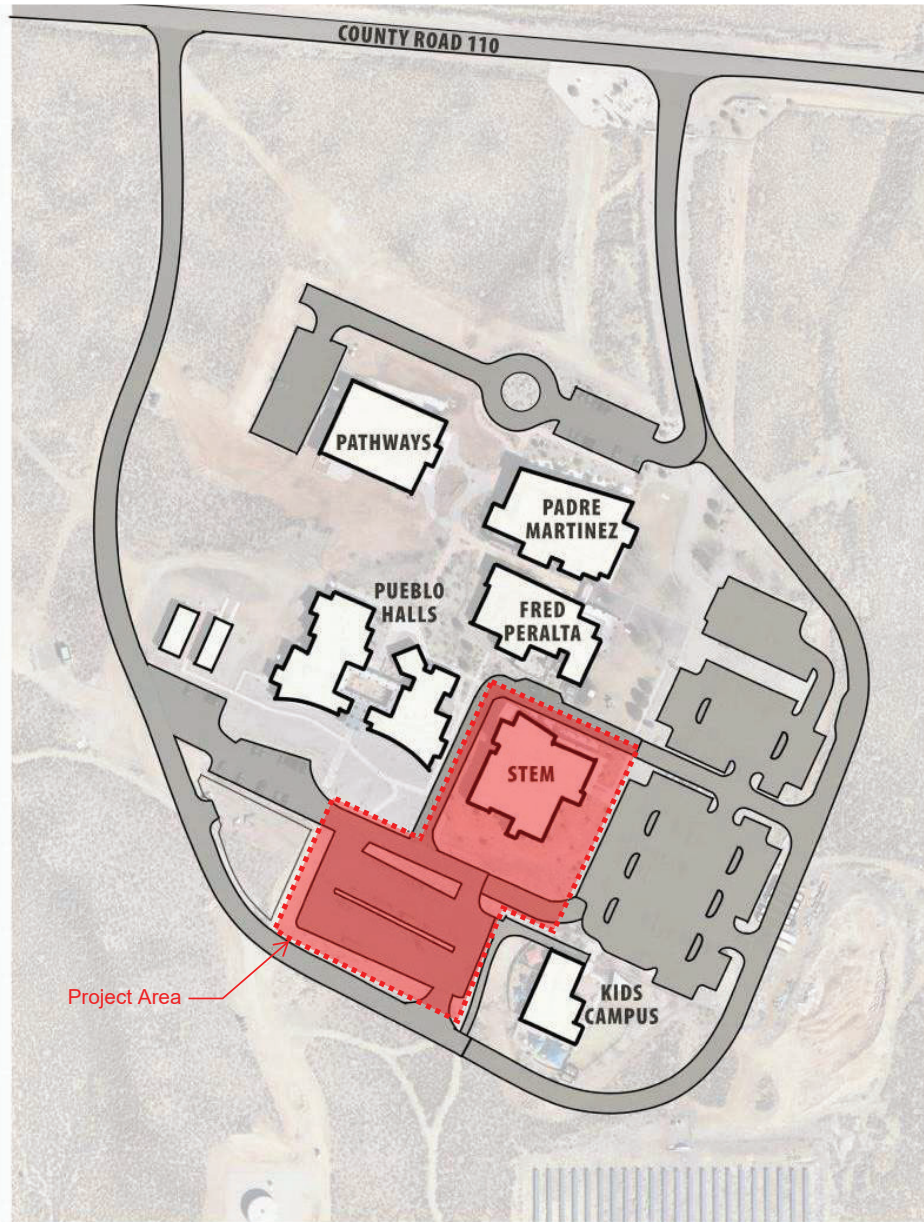 COUNTY ROAD 110
PATHWAYS
PADRE
MARTINEZ
PUEBLO
HALLS
FRED
PERALTA
STEM
Project Area
KIDS
CAMPUS